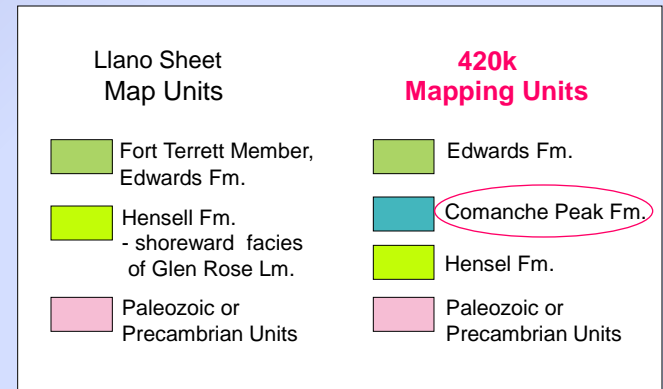 Llano Sheet
Map Units
Fort Terrett Member,
Edwards Fm.
Hensell Fm.
- shoreward facies
of Glen Rose Lm.
Paleozoic or
Precambrian Units
420k
Mapping Units
Edwards Fm.
Comanche Peak Fm.
Hensel Fm.
Paleozoic or
Precambrian Units